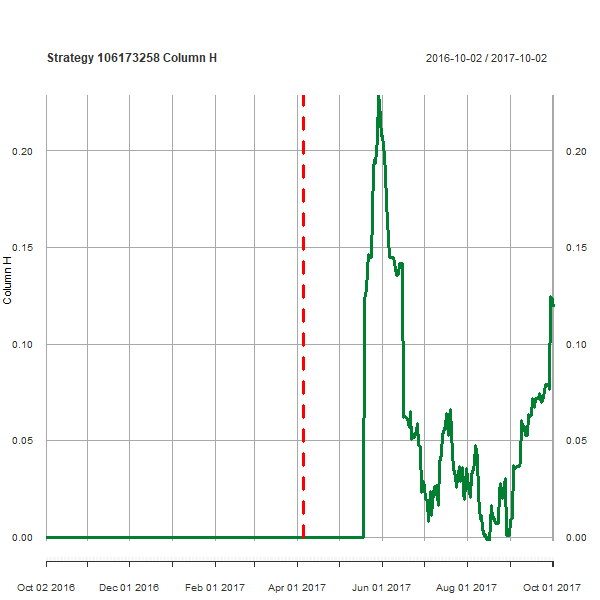 Strategy 106173258 Column H
2016-10-02 / 2017-10-02
0.20 0.20
0.15 0.15
Column H
0.10 0.10
0.05 0.05
0.00 0.00
Oct 02 2016 Dec 01 2016 Feb 01 2017 Apr 01 2017 Jun 01 2017 Aug 01 2017 Oct 01 2017